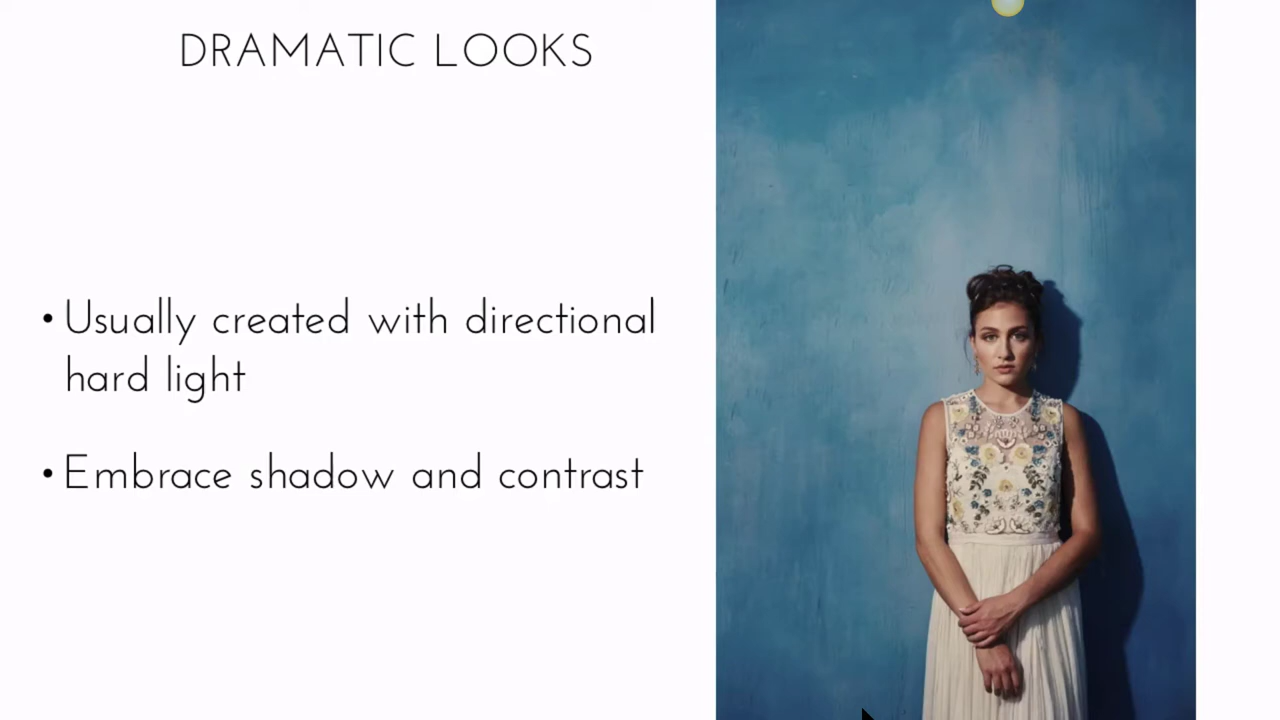 DRAMATIC LOOKS
• Usually created with directional
hard light
• Embrace shadow and contrast